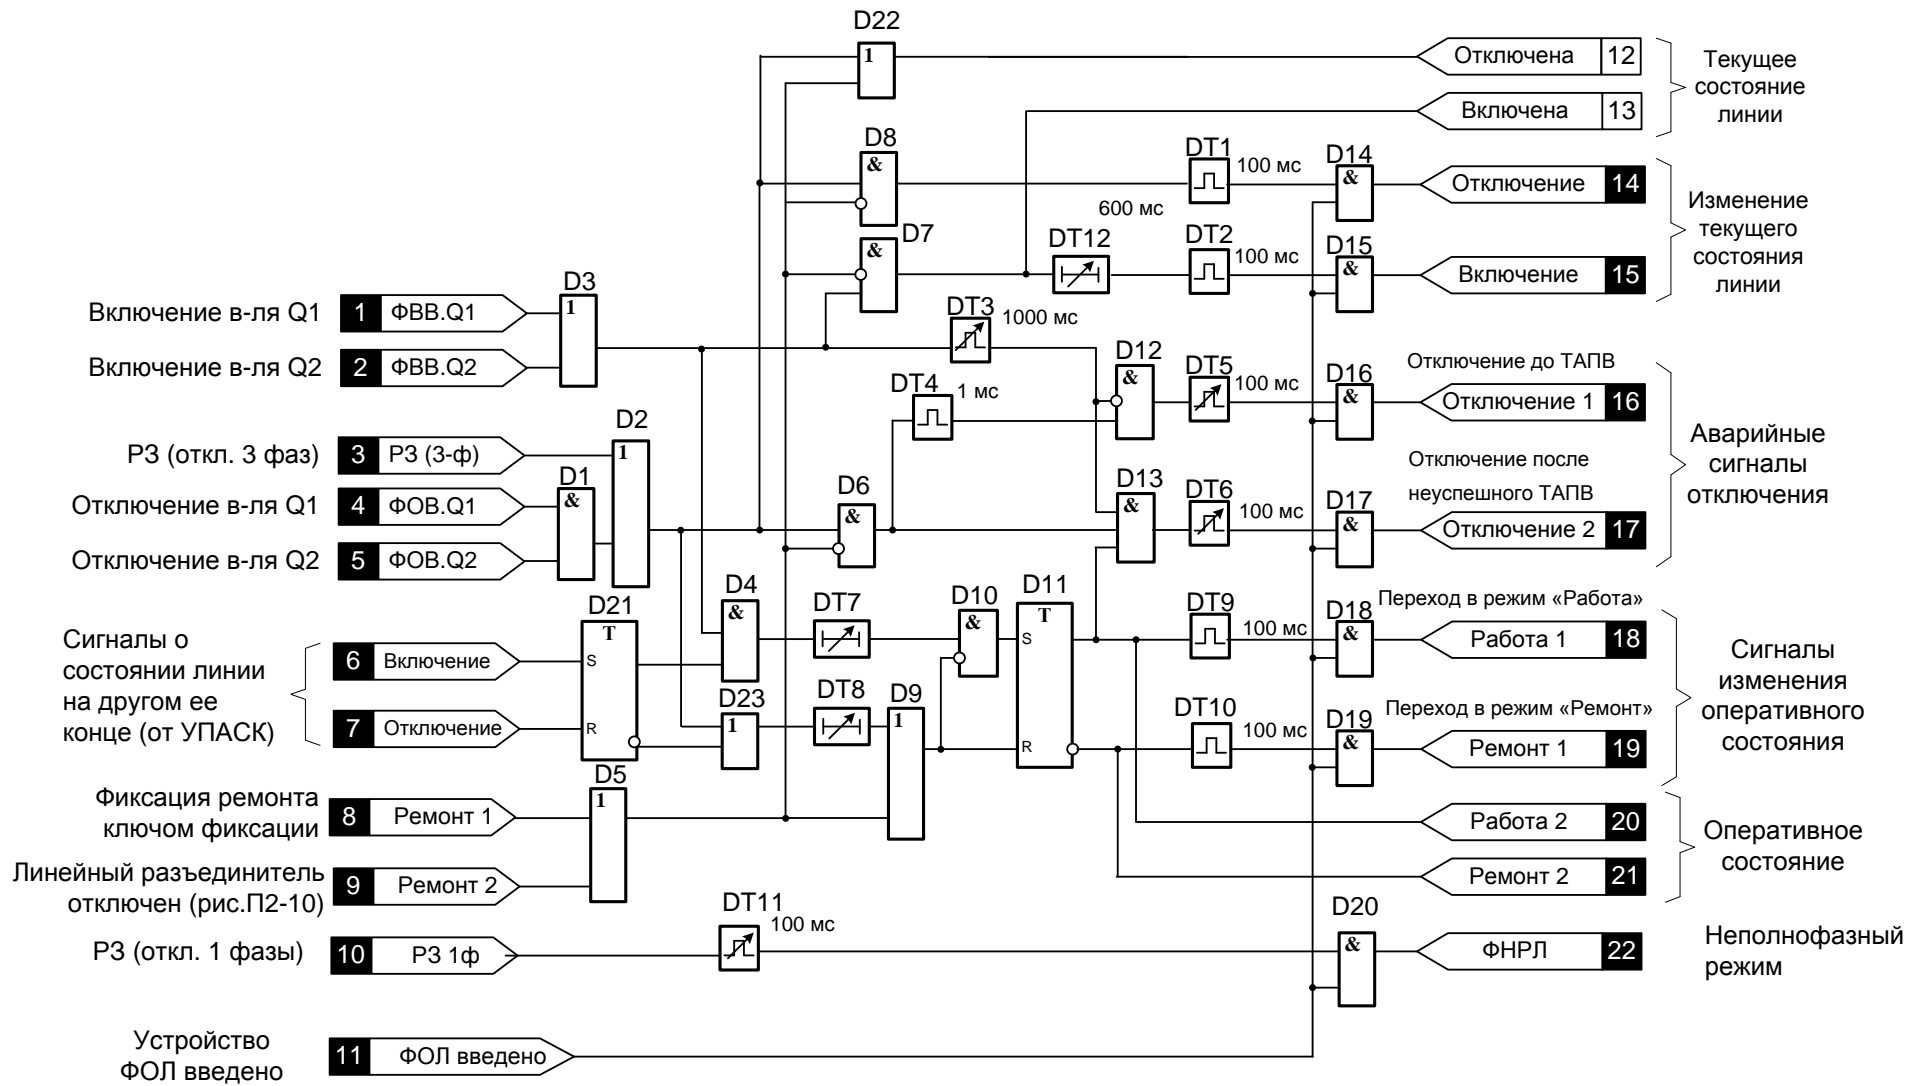 D22
1
Отключена 12
Включена 13
Текущее
состояние
линии
D8
&
DT1
100 мс
D14
&
Отключение 14
600 мс
D7
&
DT12
DT2
100 мс
D15
&
Включение 15
Изменение
текущего
состояния
линии
Включение в-ля Q1 1 ФВВ.Q1
Включение в-ля Q2 2 ФВВ.Q2
D3
1
DT3
1000 мс
DT4
1 мс
D12
&
DT5
100 мс
D16
&
Отключение до ТАПВ
Отключение 1 16
РЗ (откл. 3 фаз) 3 РЗ (3-ф)
Отключение в-ля Q1 4 ФОВ.Q1
Отключение в-ля Q2 5 ФОВ.Q2
D1
&
D2
1
D6
&
D13
&
DT6
100 мс
D17
&
Отключение после
неуспешного ТАПВ
Отключение 2 17
Аварийные
сигналы
отключения
Сигналы о
состоянии линии
на другом ее
конце (от УПАСК)
6 Включение
7 Отключение
D21
T
S
R
D4
&
DT7
D10
&
D11
T
S
R
DT9
100 мс
D18
&
Переход в режим «Работа»
Работа 1 18
D23
1
DT8
D9
1
DT10
100 мс
D19
&
Переход в режим «Ремонт»
Ремонт 1 19
Сигналы
изменения
оперативного
состояния
Фиксация ремонта
ключом фиксации
8 Ремонт 1
D5
1
Линейный разъединитель
отключен (рис.П2-10)
9 Ремонт 2
Работа 2 20
Ремонт 2 21
Оперативное
состояние
РЗ (откл. 1 фазы) 10 РЗ 1ф
DT11
100 мс
D20
&
ФНРЛ 22
Неполнофазный
режим
Устройство
ФОЛ введено
11 ФОЛ введено